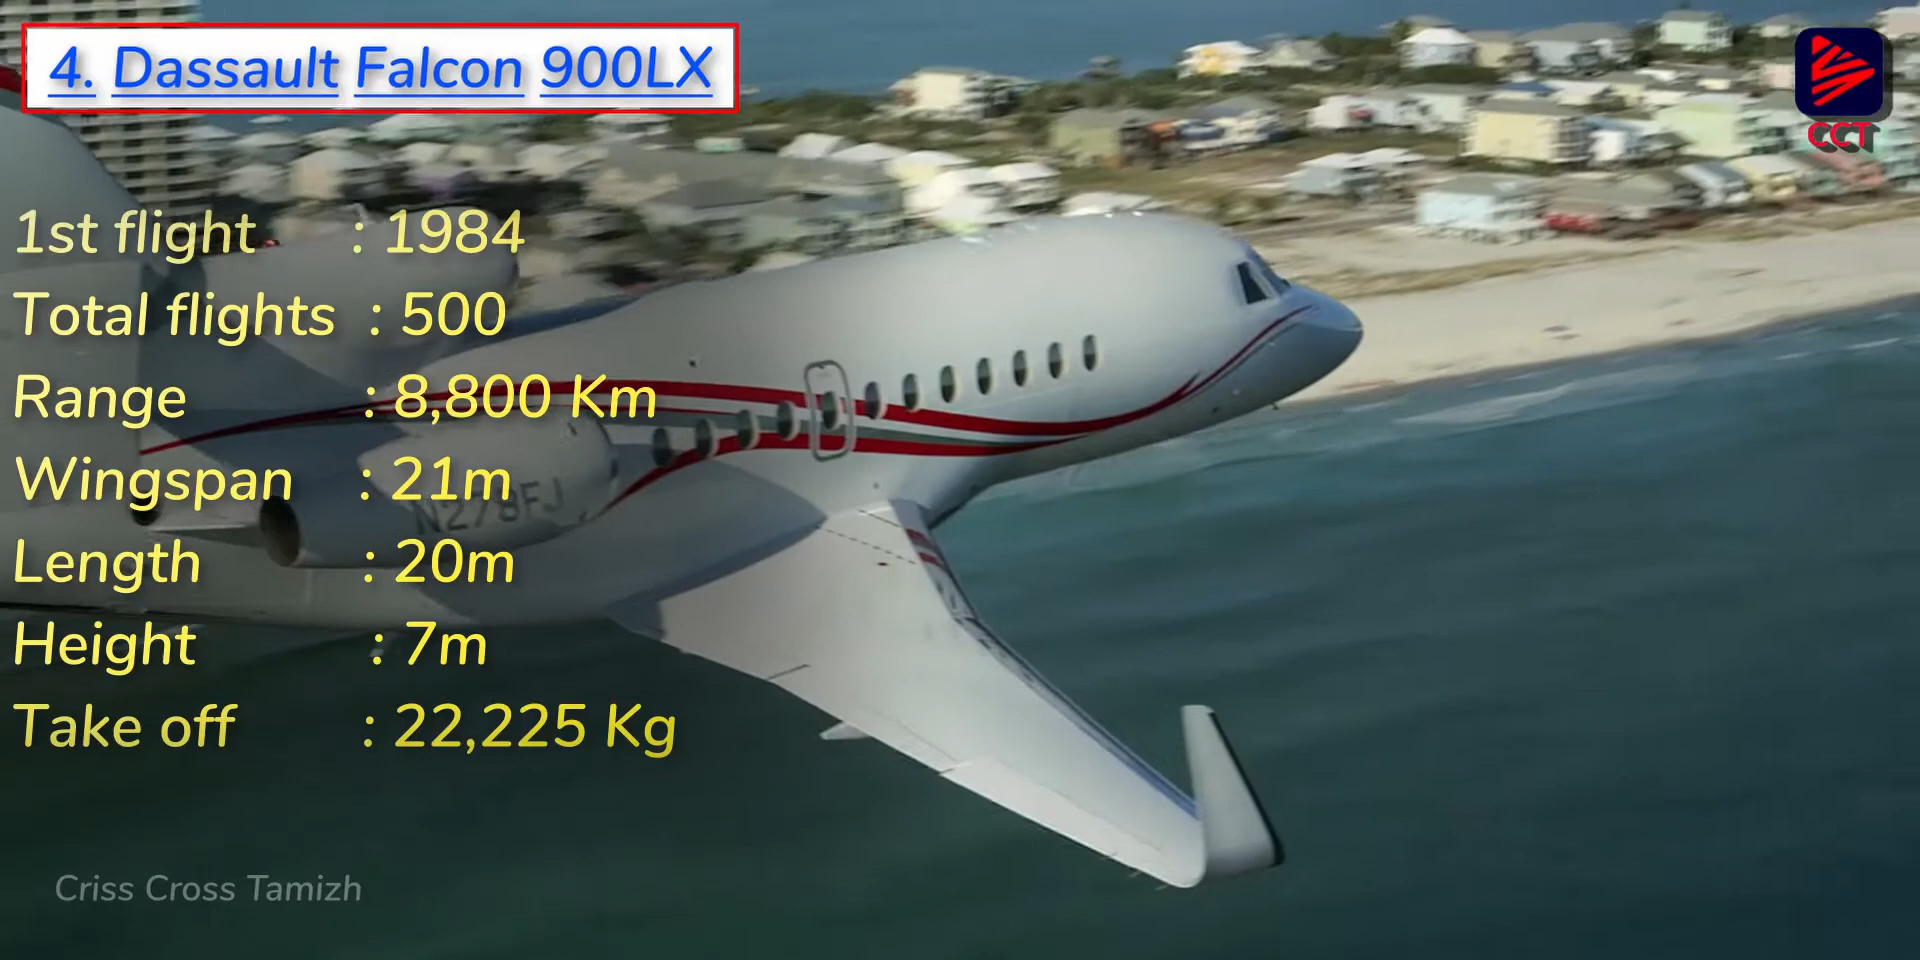 4. Dassault Falcon 900LX
CCT
1st flight : 1984
Total flights : 500
Range : 8,800 Km
Wingspan : 21m
N278FJ
Length : 20m
Height : 7m
Take off : 22,225 Kg
Criss Cross Tamizh